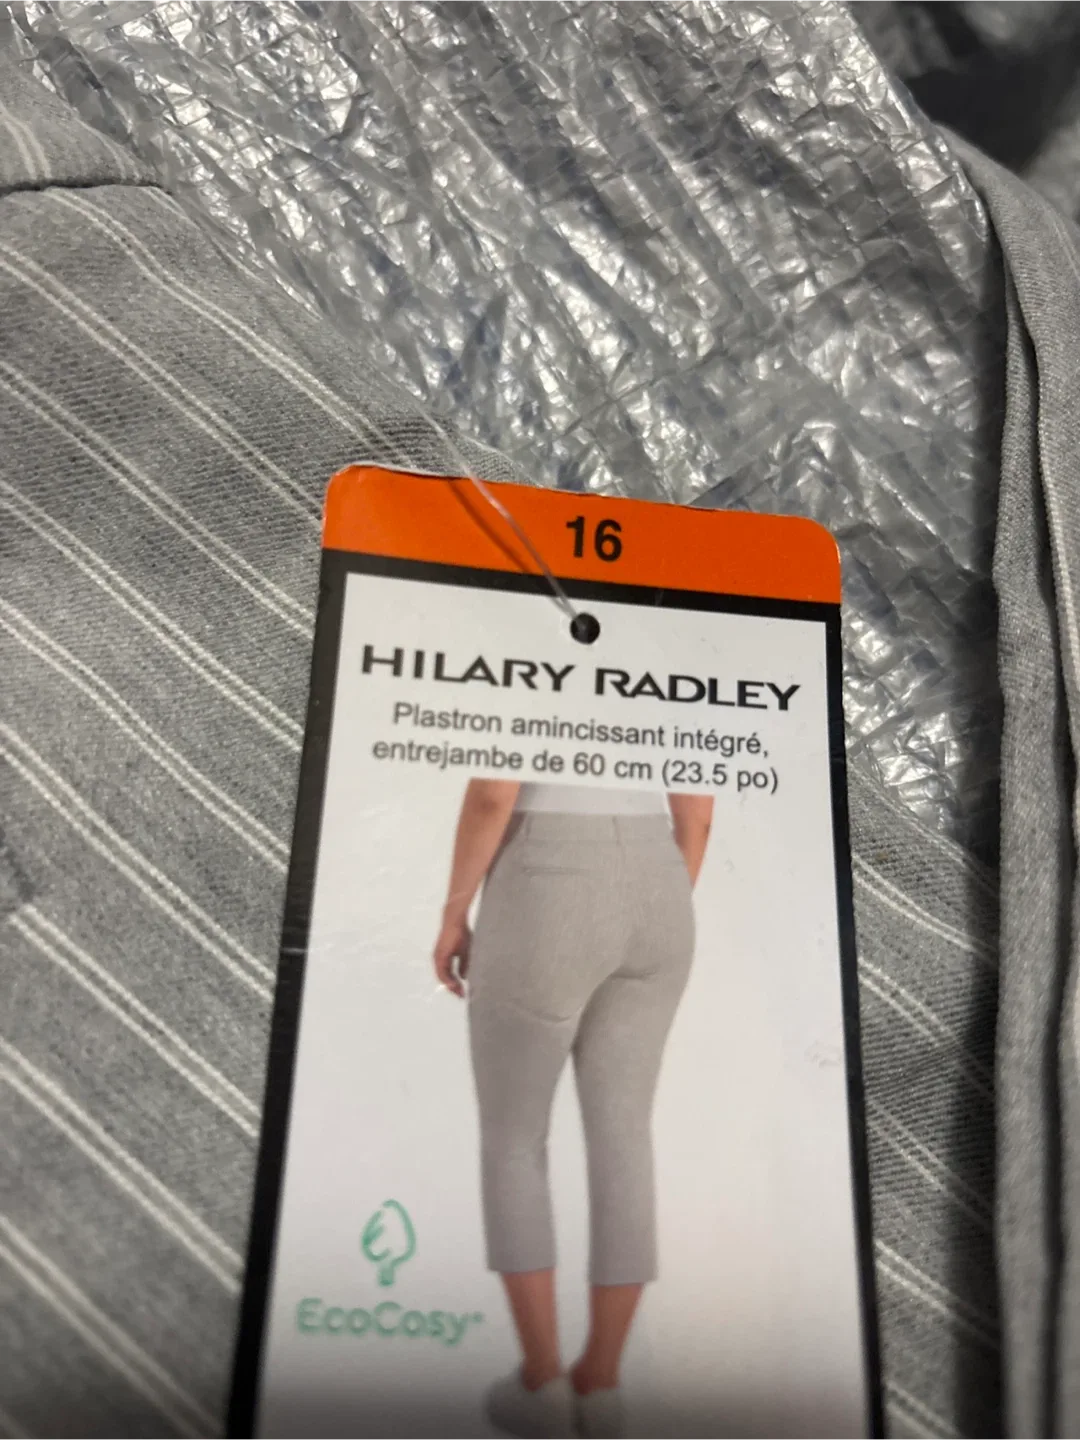 16
HILARY RADLEY
Plastron amincissant intégré,
entrejambe de 60 cm (23.5 po)
EcoCosy®